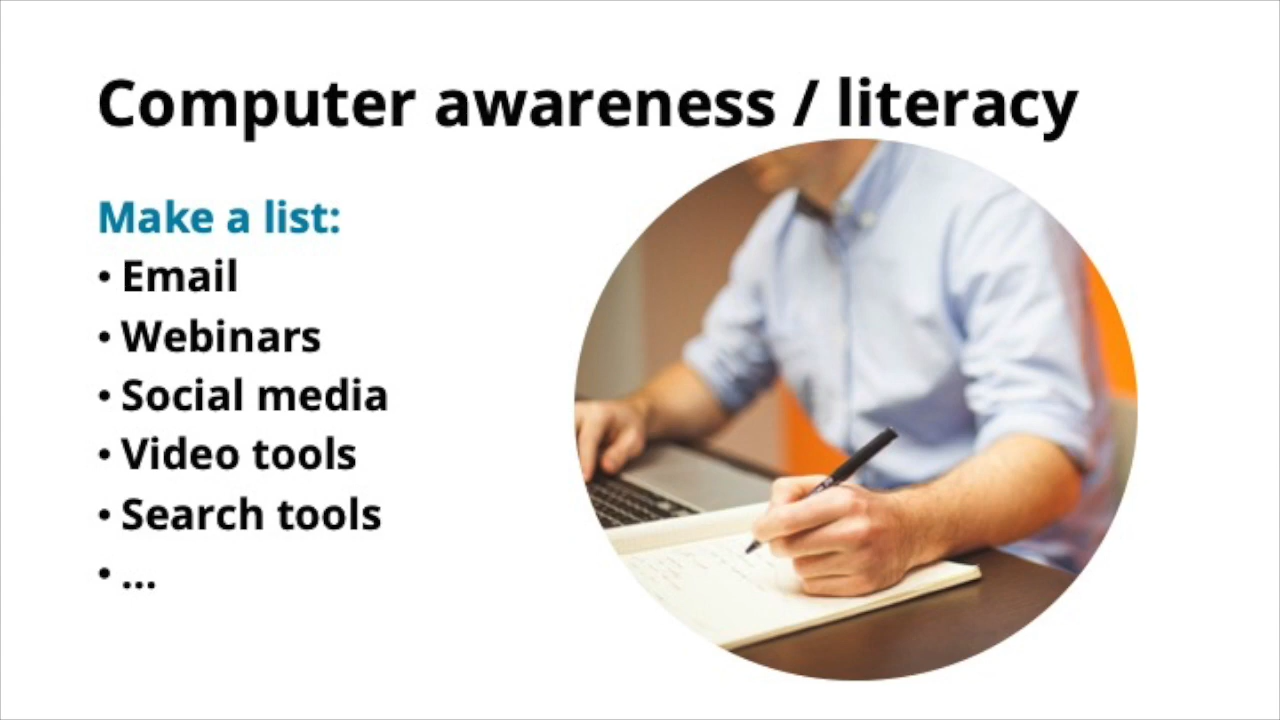 Computer awareness / literacy
Make a list:
• Email
• Webinars
• Social media
• Video tools
• Search tools
• ...